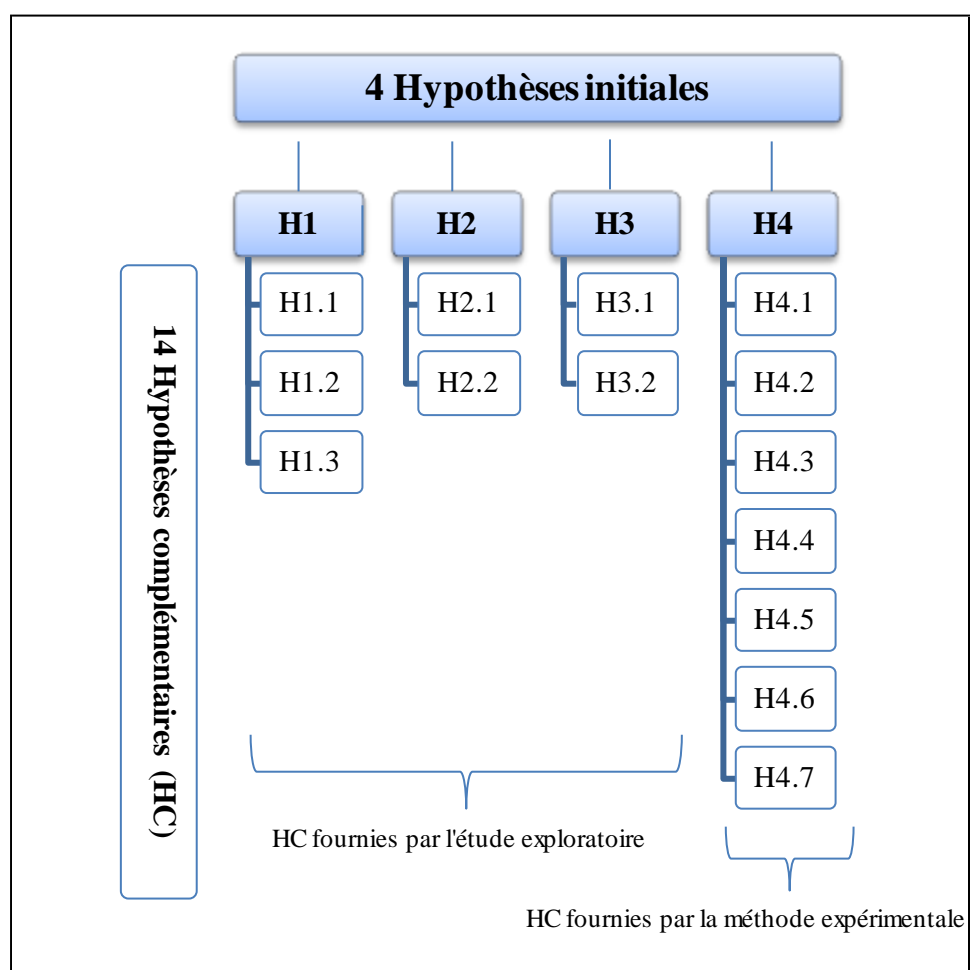 4 Hypothèses initiales
H1 H2 H3 H4
14 Hypothèses complémentaires (HC)
H1.1 H2.1 H3.1 H4.1
H1.2 H2.2 H3.2 H4.2
H1.3 H4.3
H4.4
H4.5
H4.6
H4.7
HC fournies par l'étude exploratoire
HC fournies par la méthode expérimentale